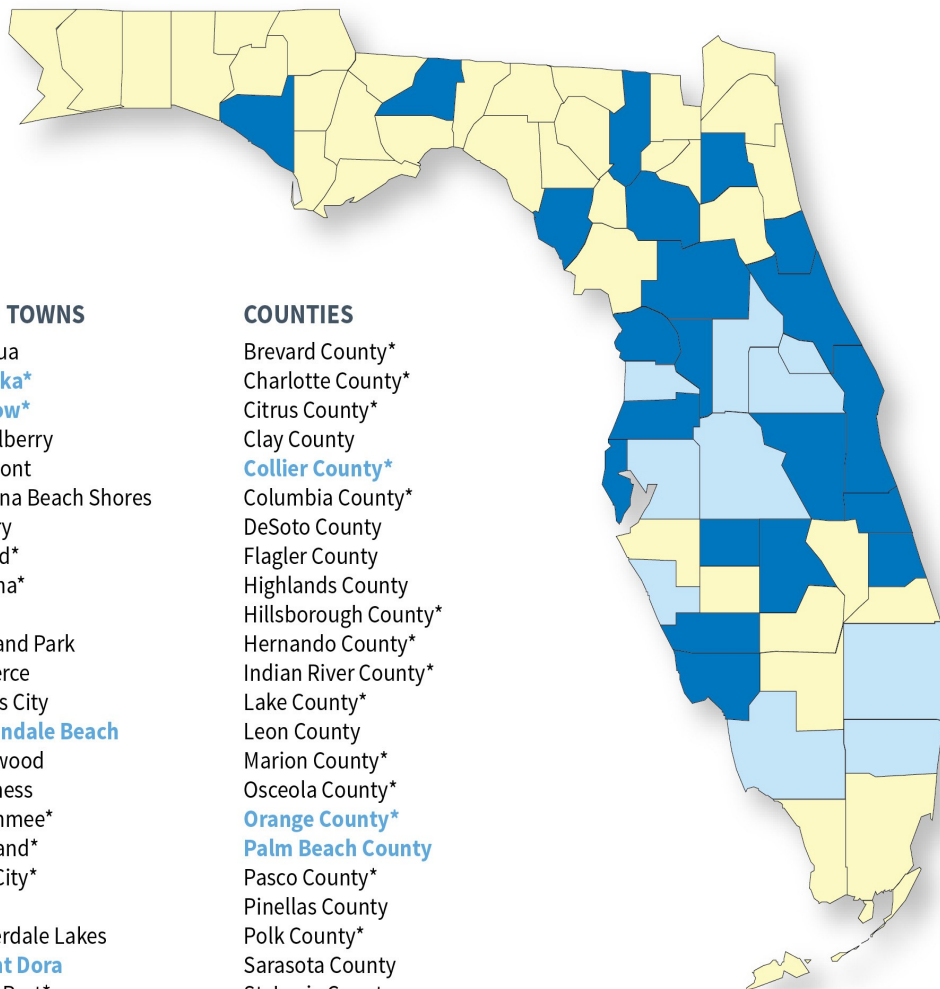 TOWNS
ua
ka*
ow*
lberry
ont
na Beach Shores
ry
d*
na*
and Park
erce
s City
ndale Beach
wood
ness
nmee*
and*
City*
erdale Lakes
nt Dora
COUNTIES
Brevard County*
Charlotte County*
Citrus County*
Clay County
Collier County*
Columbia County*
DeSoto County
Flagler County
Highlands County
Hillsborough County*
Hernando County*
Indian River County*
Lake County*
Leon County
Marion County*
Osceola County*
Orange County*
Palm Beach County
Pasco County*
Pinellas County
Polk County*
Sarasota County